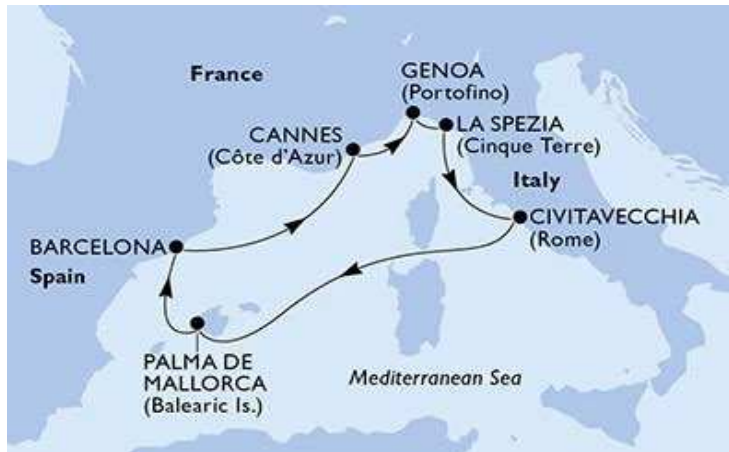 France
GENOA
(Portofino)
CANNES
(Côte d'Azur)
LA SPEZIA
(Cinque Terre)
Italy
CIVITAVECCHIA
(Rome)
BARCELONA
Spain
PALMA DE
MALLORCA
(Balearic Is.)
Mediterranean Sea